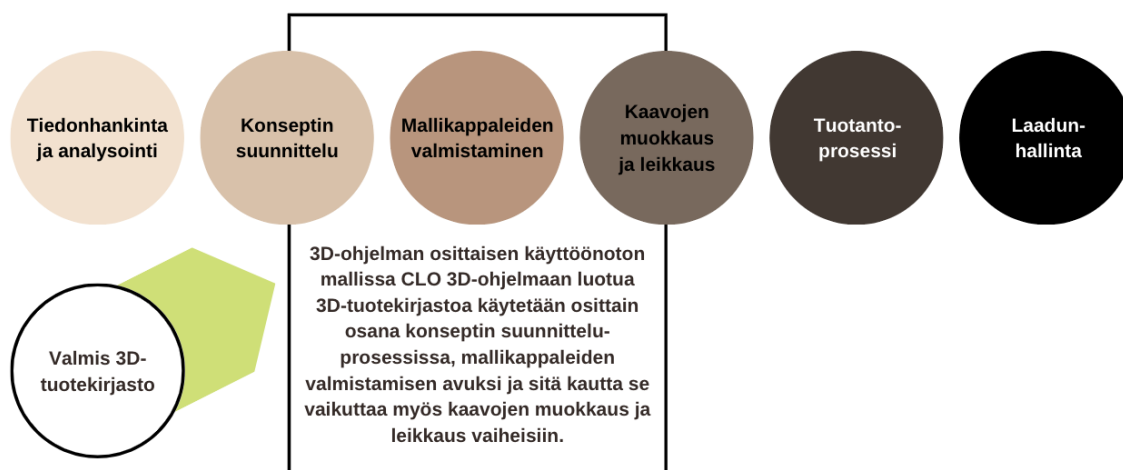 Tiedonhankinta
ja analysointi
Konseptin
suunnittelu
Mallikappaleiden
valmistaminen
Kaavojen
muokkaus
ja leikkaus
Tuotanto-
prosessi
Laadun-
hallinta
Valmis 3D-
tuotekirjasto
3D-ohjelman osittaisen käyttöönoton
mallissa CLO 3D-ohjelmaan luotua
3D-tuotekirjastoa käytetään osittain
osana konseptin suunnittelu-
prosessissa, mallikappaleiden
valmistamisen avuksi ja sitä kautta se
vaikuttaa myös kaavojen muokkaus ja
leikkaus vaiheisiin.